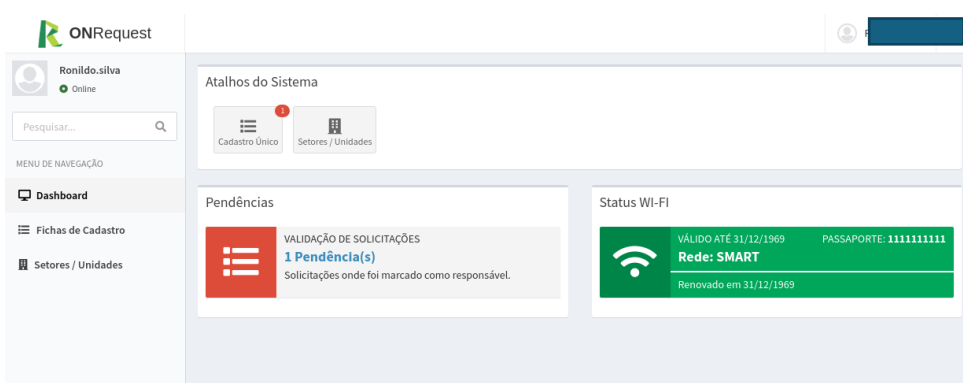 ONRequest
Ronildo.silva
Online
Pesquisar...
MENU DE NAVEGAÇÃO
Dashboard
Fichas de Cadastro
Setores / Unidades
Atalhos do Sistema
1
Cadastro Único
Setores / Unidades
Pendências
VALIDAÇÃO DE SOLICITAÇÕES
1 Pendência(s)
Solicitações onde foi marcado como responsável.
Status WI-FI
VÁLIDO ATÉ 31/12/1969 PASSAPORTE: 1111111111
Rede: SMART
Renovado em 31/12/1969